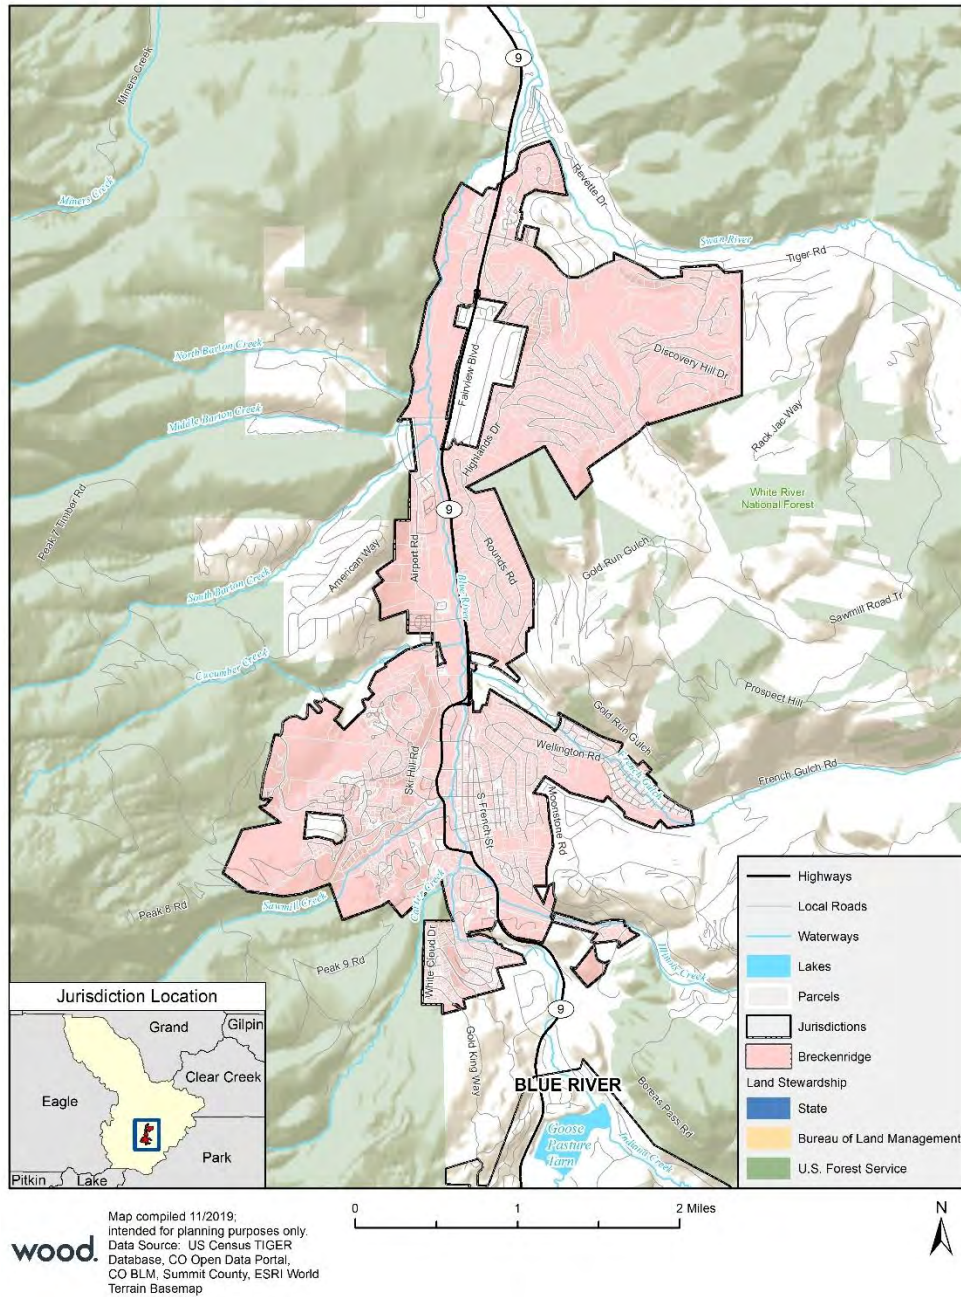 9
Miners Creek
Miners Creek
Revette Dr
Swan River
Tiger Rd
North Barton Creek
Fairview Blvd
Discovery Hill Dr
Middle Barton Creek
Highlands Dr
Rack Jac Way
Peak 7 Timber Rd
White River
National Forest
9
American Way
Airport Rd
Rounds Rd
Gold Run Gulch
South Barton Creek
Blue River
Sawmill Road Tr
Cucumber Creek
Prospect Hill
Gold Run Gulch
Wellington Rd
French Gulch
French Gulch Rd
Ski Hill Rd
S French St
Moonstone Rd
Sawmill Creek
Peak 8 Rd
Peak 9 Rd
White Cloud Dr
Illinois Creek
9
Gold King Way
BLUE RIVER
Boreas Pass Rd
Goose
Pasture
Tarn
Indiana Creek
Highways
Local Roads
Waterways
Lakes
Parcels
Jurisdictions
Breckenridge
Land Stewardship
State
Bureau of Land Management
U.S. Forest Service
Jurisdiction Location
Grand
Gilpin
Clear Creek
Eagle
Park
Pitkin
Lake
wood.
Map compiled 11/2019;
intended for planning purposes only.
Data Source: US Census TIGER
Database, CO Open Data Portal,
CO BLM, Summit County, ESRI World
Terrain Basemap
0 1 2 Miles
N